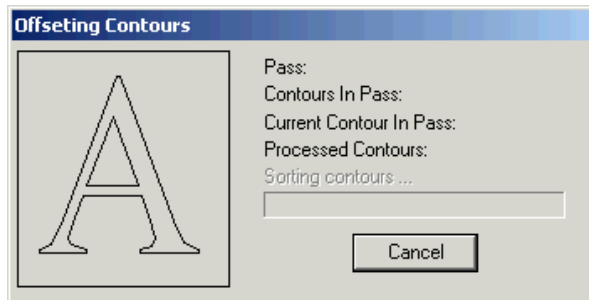 Offseting Contours
A
Pass:
Contours In Pass:
Current Contour In Pass:
Processed Contours:
Sorting contours ...
Cancel